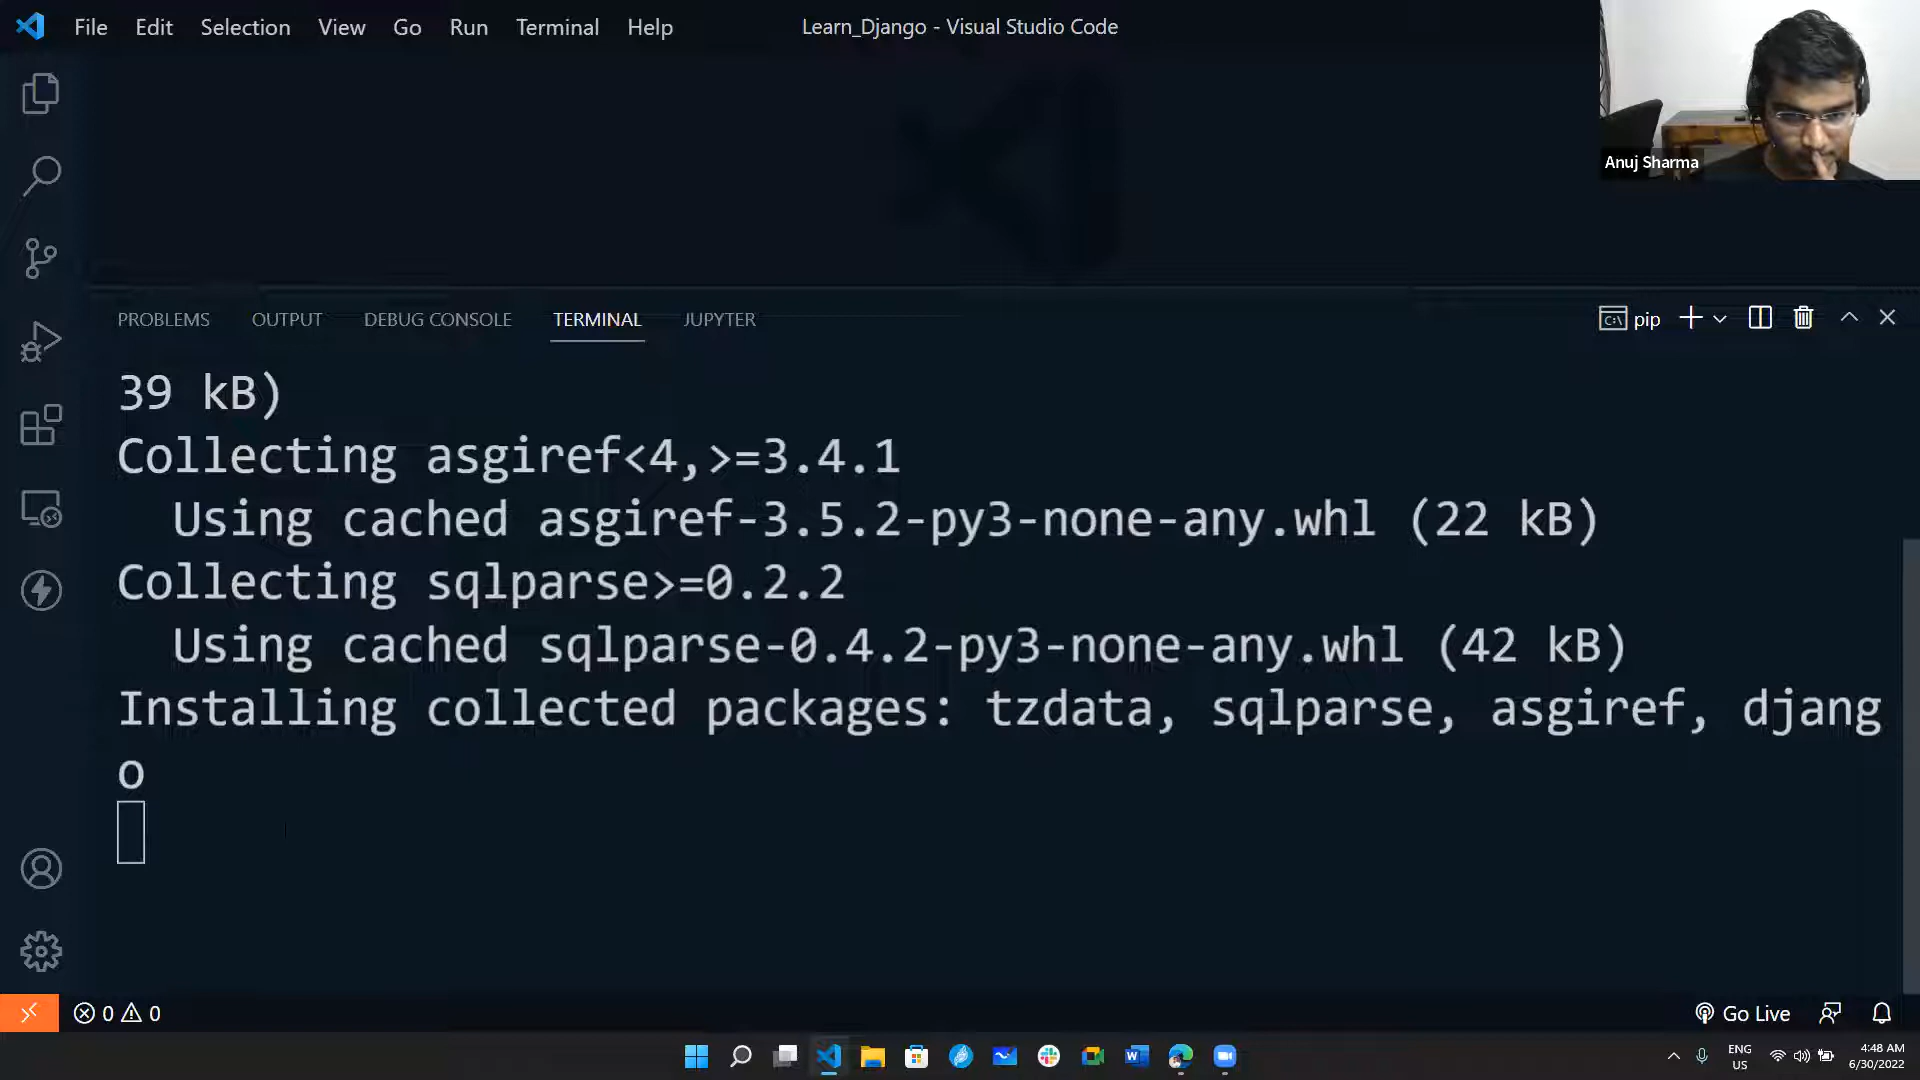 File Edit Selection View Go Run Terminal Help Learn_Django - Visual Studio Code
Anuj Sharma
PROBLEMS OUTPUT DEBUG CONSOLE TERMINAL JUPYTER pip
39 kB)
Collecting asgiref<4,>=3.4.1
Using cached asgiref-3.5.2-py3-none-any.whl (22 kB)
Collecting sqlparse>=0.2.2
Using cached sqlparse-0.4.2-py3-none-any.whl (42 kB)
Installing collected packages: tzdata, sqlparse, asgiref, djang
o
0 0 Go Live
ENG
US
4:48 AM
6/30/2022